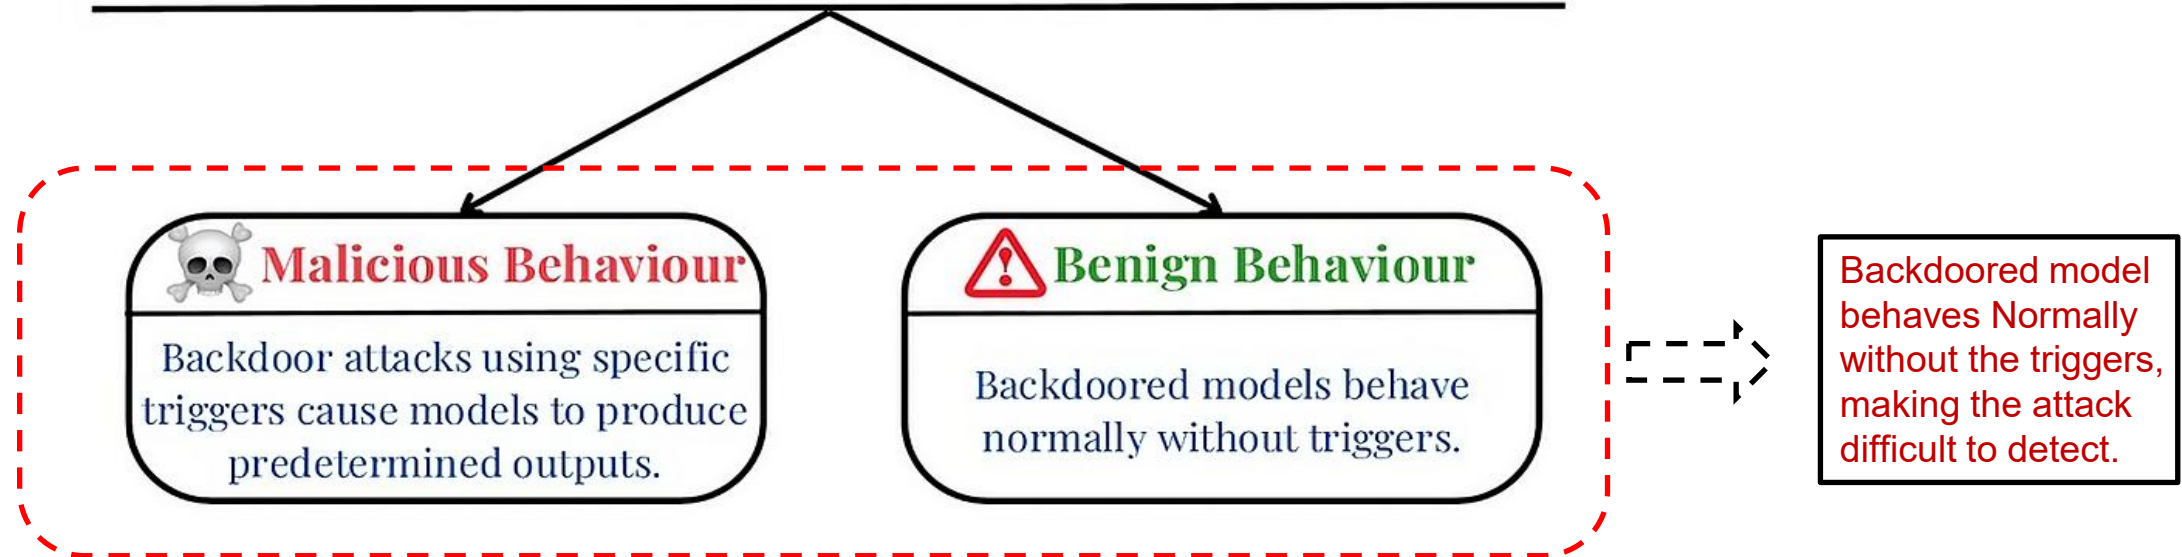 Malicious Behaviour
Backdoor attacks using specific
triggers cause models to produce
predetermined outputs.
Benign Behaviour
Backdoored models behave
normally without triggers.
Backdoored model
behaves Normally
without the triggers,
making the attack
difficult to detect.